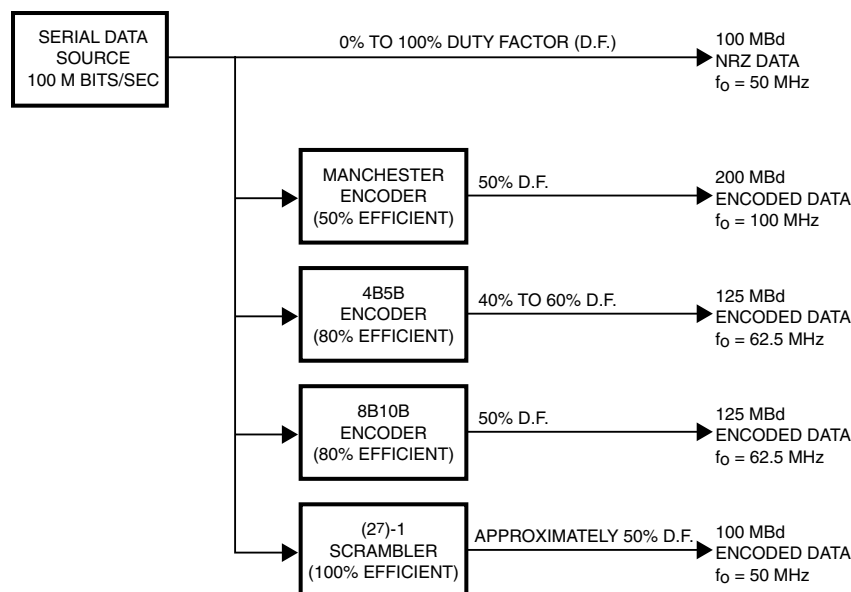 SERIAL DATA
SOURCE
100 M BITS/SEC
0% TO 100% DUTY FACTOR (D.F.)
100 MBd
NRZ DATA
fO = 50 MHz
MANCHESTER
ENCODER
(50% EFFICIENT)
50% D.F.
200 MBd
ENCODED DATA
fO = 100 MHz
4B5B
ENCODER
(80% EFFICIENT)
40% TO 60% D.F.
125 MBd
ENCODED DATA
fO = 62.5 MHz
8B10B
ENCODER
(80% EFFICIENT)
50% D.F.
125 MBd
ENCODED DATA
fO = 62.5 MHz
(27)-1
SCRAMBLER
(100% EFFICIENT)
APPROXIMATELY 50% D.F.
100 MBd
ENCODED DATA
fO = 50 MHz